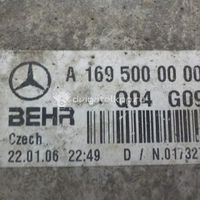 A 169 500 00 00
004 G09
BEHR
Czech
22.01.06 22:49 D / N.01732